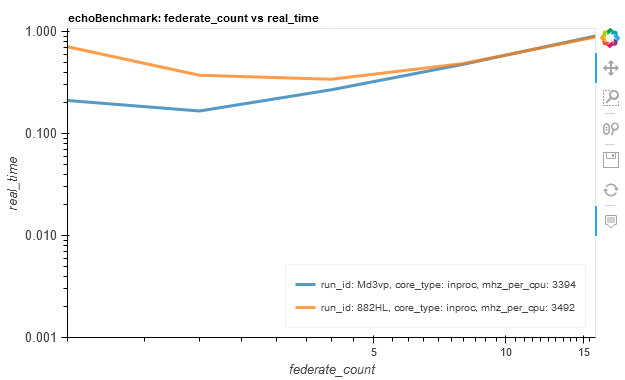 echoBenchmark: federate_count vs real_time
1.000
0.100
0.010
0.001
real_time
run_id: Md3vp, core_type: inproc, mhz_per_cpu: 3394
run_id: 882HL, core_type: inproc, mhz_per_cpu: 3492
5
10
15
federate_count